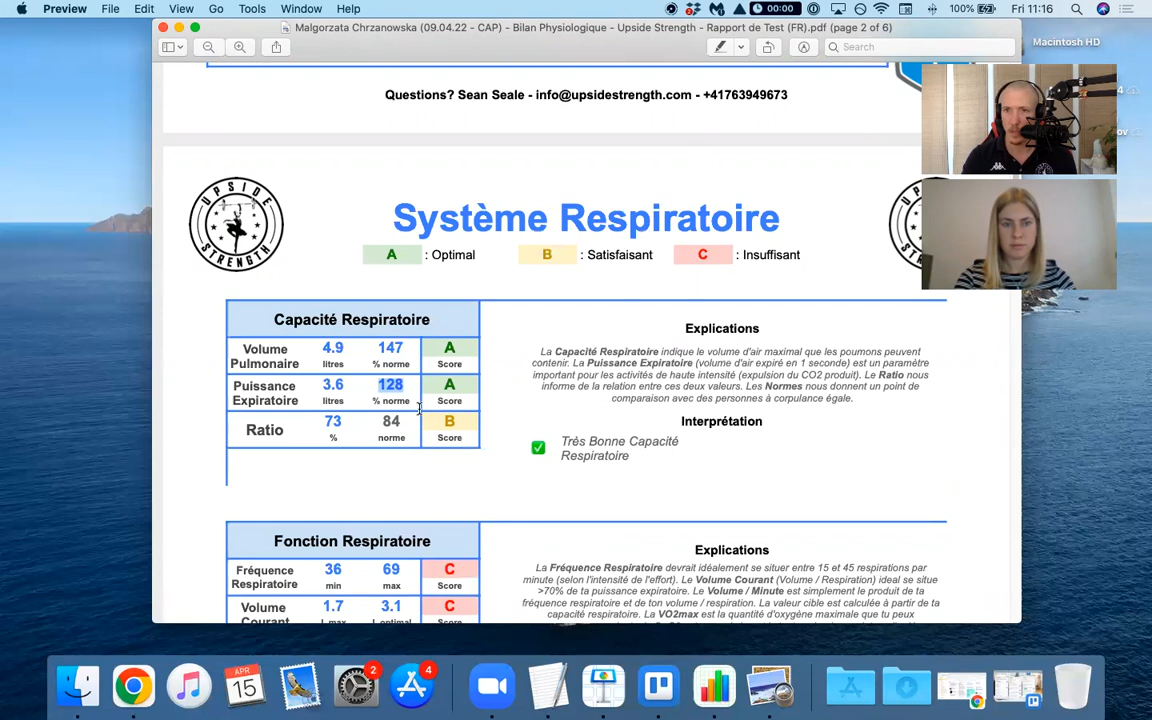 Preview File Edit View Go Tools Window Help 00:00 100% Fri 11:16
Malgorzata Chrzanowska (09.04.22 - CAP) - Bilan Physiologique - Upside Strength - Rapport de Test (FR).pdf (page 2 of 6)
Macintosh HD
Search
Questions? Sean Seale - info@upsidestrength.com - +41763949673
UPSIDE STRENGTH
Système Respiratoire
A : Optimal B : Satisfaisant C : Insuffisant
Capacité Respiratoire
Volume Pulmonaire 4.9 litres 147 % norme A Score
Puissance Expiratoire 3.6 litres 128 % norme A Score
Ratio 73 % 84 norme B Score
Explications
La Capacité Respiratoire indique le volume d'air maximal que les poumons peuvent
contenir. La Puissance Expiratoire (volume d'air expiré en 1 seconde) est un paramètre
important pour les activités de haute intensité (expulsion du CO2 produit). Le Ratio nous
informe de la relation entre ces deux valeurs. Les Normes nous donnent un point de
comparaison avec des personnes à corpulance égale.
Interprétation
Très Bonne Capacité
Respiratoire
Fonction Respiratoire
Fréquence Respiratoire 36 min 69 max C Score
Volume Courant 1.7 3.1 C
Explications
La Fréquence Respiratoire devrait idéalement se situer entre 15 et 45 respirations par
minute (selon l'intensité de l'effort). Le Volume Courant (Volume / Respiration) ideal se situe
>70% de ta puissance expiratoire. Le Volume / Minute est simplement le produit de ta
fréquence respiratoire et de ton volume / respiration. La valeur cible est calculée à partir de ta
capacité respiratoire. La VO2max est la quantité d'oxygène maximale que tu peux
APR
15
2
4